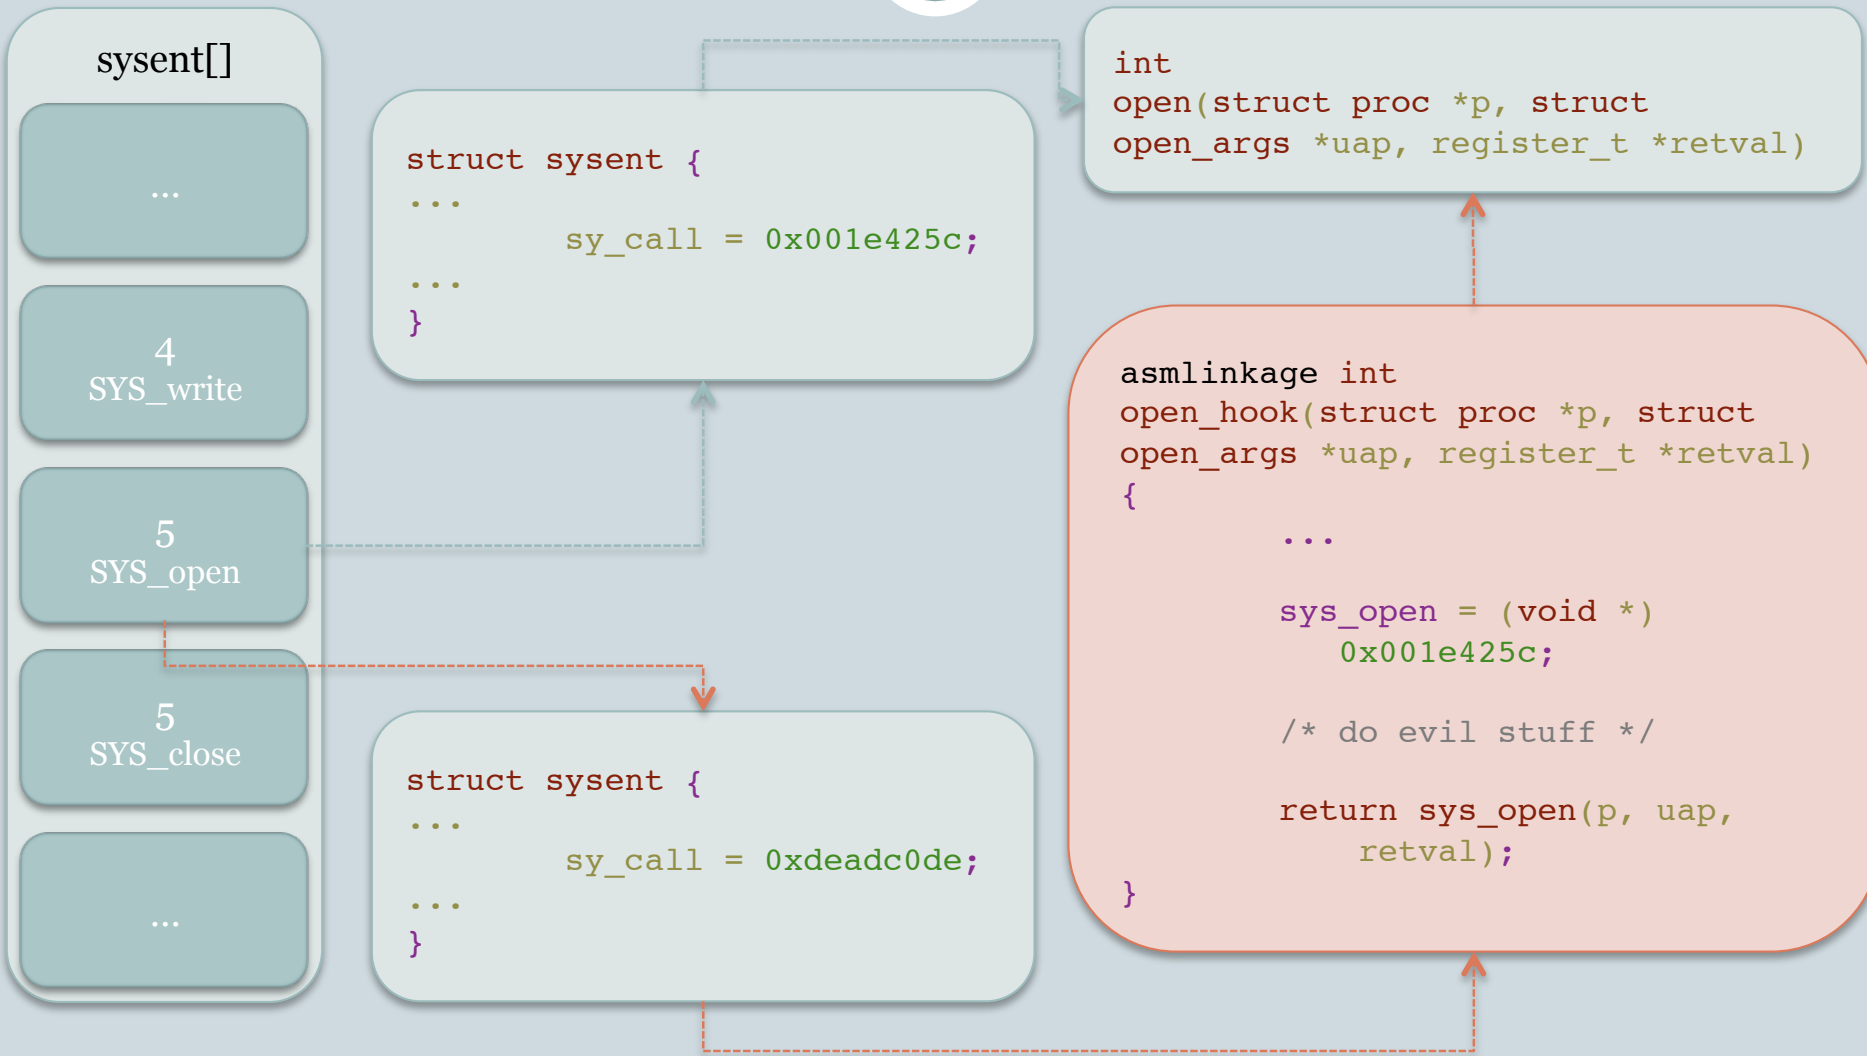 sysent[]
...
4
SYS_write
5
SYS_open
5
SYS_close
...
struct sysent {
...
sy_call = 0x001e425c;
...
}
struct sysent {
...
sy_call = 0xdeadc0de;
...
}
int
open(struct proc *p, struct
open_args *uap, register_t *retval)
asmlinkage int
open_hook(struct proc *p, struct
open_args *uap, register_t *retval)
{
...
sys_open = (void *)
0x001e425c;
/* do evil stuff */
return sys_open(p, uap,
retval);
}